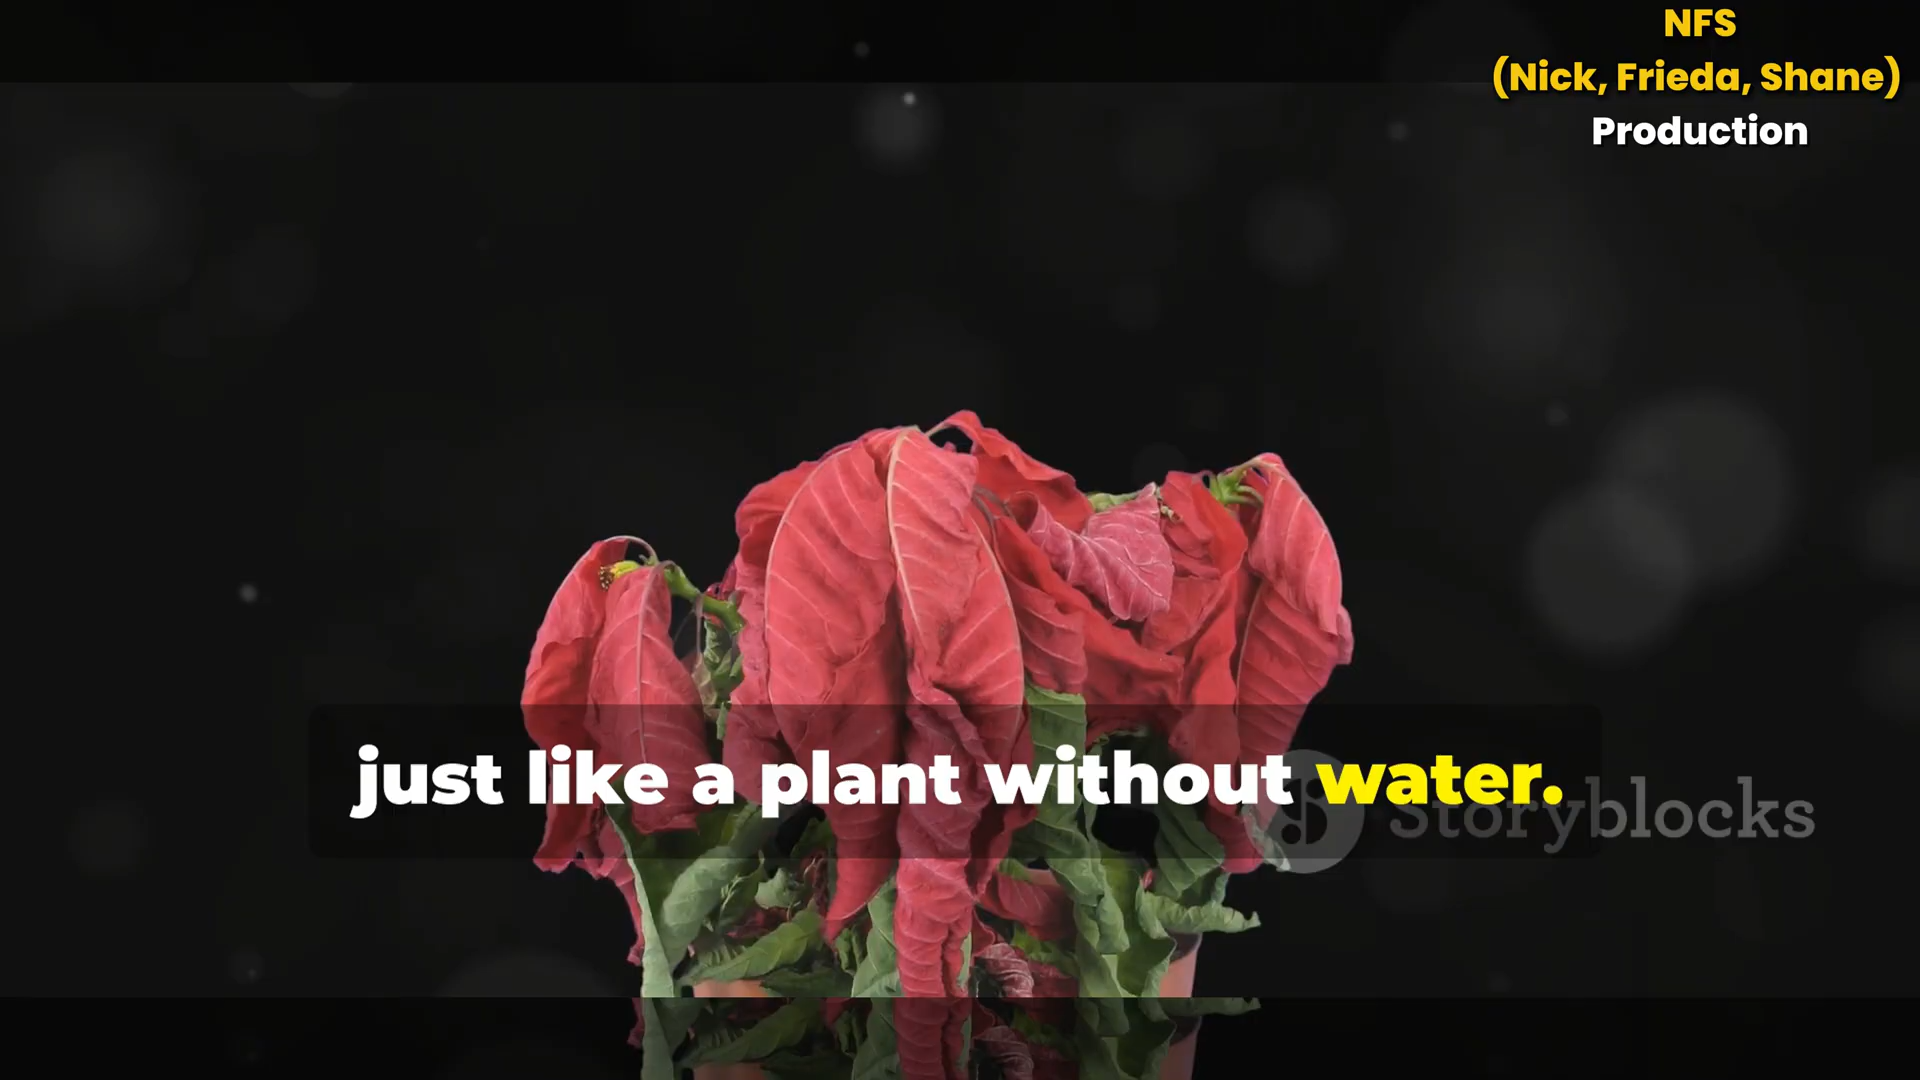 NFS
(Nick, Frieda, Shane)
Production
just like a plant without water.
Storyblocks